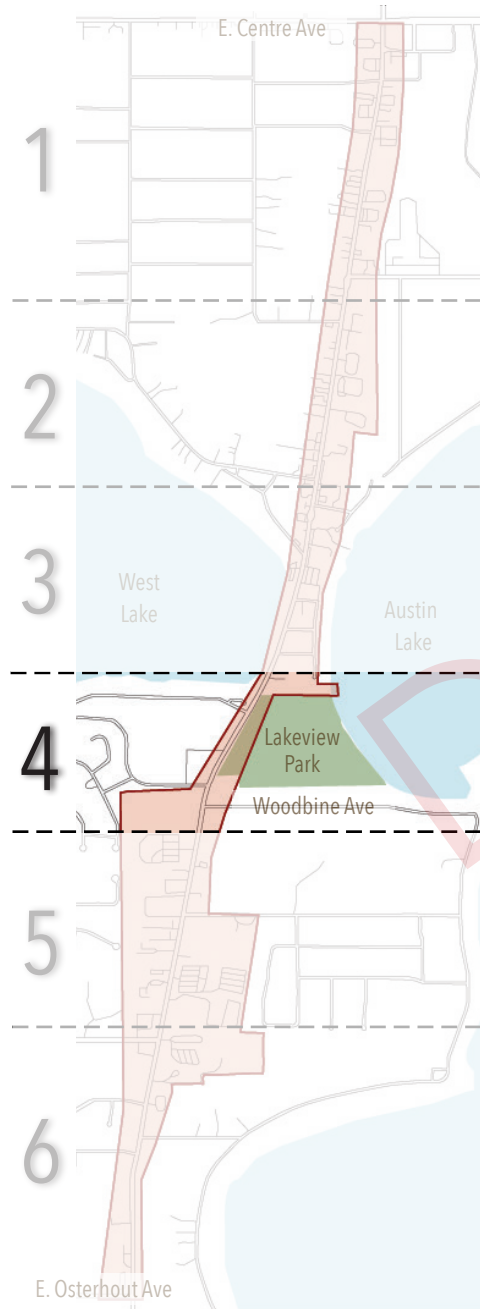 E. Centre Ave
1
2
3
West
Lake
Austin
Lake
4
Lakeview
Park
Woodbine Ave
5
6
E. Osterhout Ave